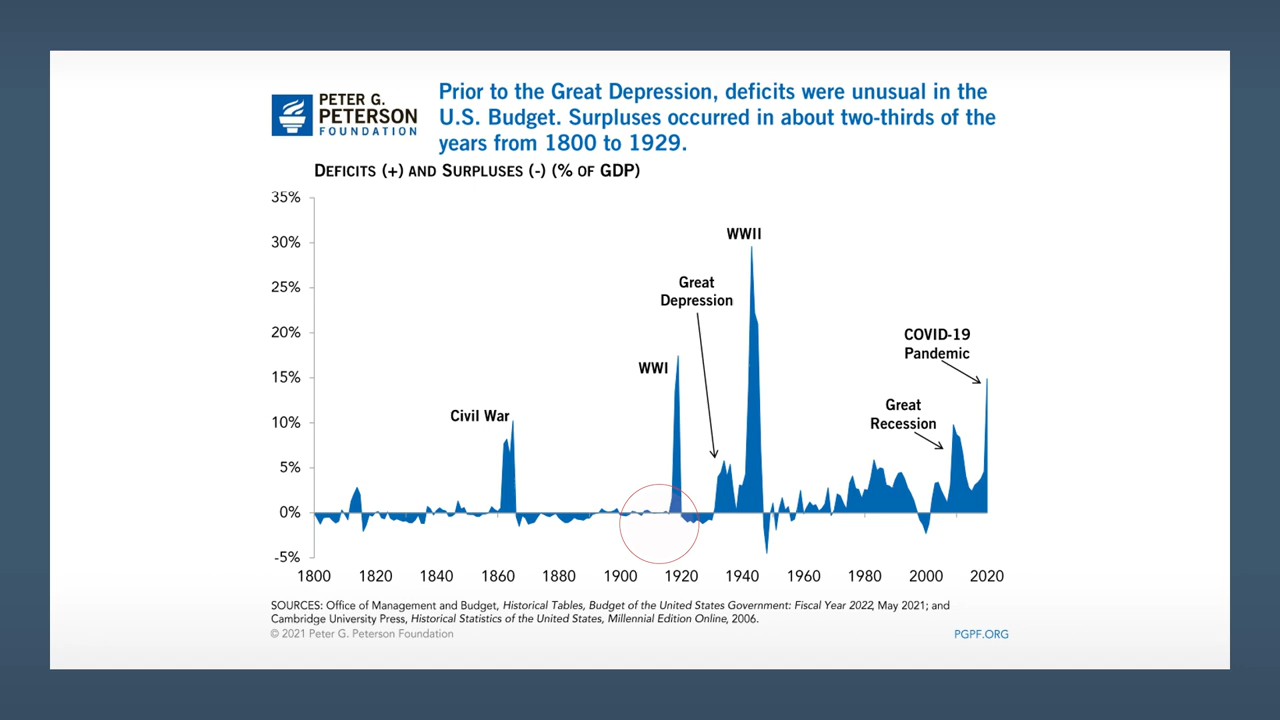 PETER G.
PETERSON
FOUNDATION
Prior to the Great Depression, deficits were unusual in the
U.S. Budget. Surpluses occurred in about two-thirds of the
years from 1800 to 1929.
DEFICITS (+) AND SURPLUSES (-) (% OF GDP)
35%
30%
25%
20%
15%
10%
5%
0%
-5%
Civil War
WWI
Great
Depression
WWII
Great
Recession
COVID-19
Pandemic
1800 1820 1840 1860 1880 1900 1920 1940 1960 1980 2000 2020
SOURCES: Office of Management and Budget, Historical Tables, Budget of the United States Government: Fiscal Year 2022, May 2021; and
Cambridge University Press, Historical Statistics of the United States, Millennial Edition Online, 2006.
© 2021 Peter G. Peterson Foundation
PGPF.ORG